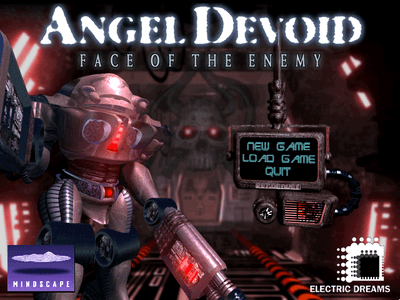 ANGEL DEVOID
FACE OF THE ENEMY
NEW GAME
LOAD GAME
QUIT
MINDSCAPE
ELECTRIC DREAMS